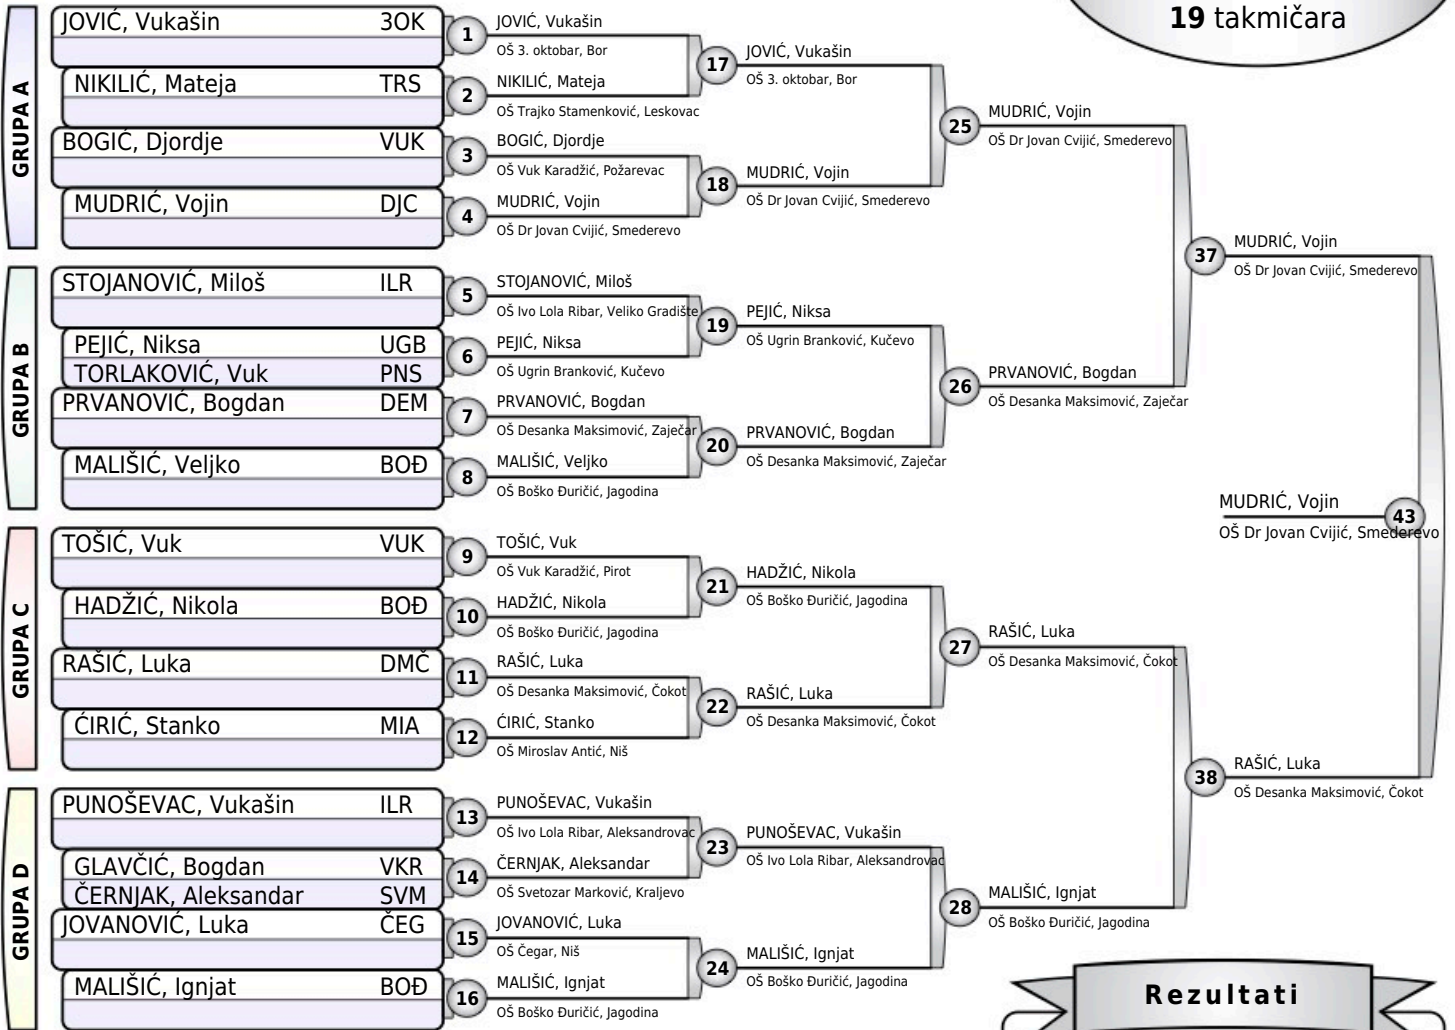 19 takmičara
GRUPA A
JOVIĆ, Vukašin 3OK
NIKILIĆ, Mateja TRS
BOGIĆ, Djordje VUK
MUDRIĆ, Vojin DJC
GRUPA B
STOJANOVIĆ, Miloš ILR
PEJIĆ, Niksa UGB
TORLAKOVIĆ, Vuk PNS
PRVANOVIĆ, Bogdan DEM
MALIŠIĆ, Veljko BOĐ
GRUPA C
TOŠIĆ, Vuk VUK
HADŽIĆ, Nikola BOĐ
RAŠIĆ, Luka DMČ
ĆIRIĆ, Stanko MIA
GRUPA D
PUNOŠEVAC, Vukašin ILR
GLAVČIĆ, Bogdan VKR
ČERNJAK, Aleksandar SVM
JOVANOVIĆ, Luka ČEG
MALIŠIĆ, Ignjat BOĐ
1 JOVIĆ, Vukašin
OŠ 3. oktobar, Bor
2 NIKILIĆ, Mateja
OŠ Trajko Stamenković, Leskovac
3 BOGIĆ, Djordje
OŠ Vuk Karadžić, Požarevac
4 MUDRIĆ, Vojin
OŠ Dr Jovan Cvijić, Smederevo
5 STOJANOVIĆ, Miloš
OŠ Ivo Lola Ribar, Veliko Gradište
6 PEJIĆ, Niksa
OŠ Ugrin Branković, Kučevo
7 PRVANOVIĆ, Bogdan
OŠ Desanka Maksimović, Zaječar
8 MALIŠIĆ, Veljko
OŠ Boško Đuričić, Jagodina
9 TOŠIĆ, Vuk
OŠ Vuk Karadžić, Pirot
10 HADŽIĆ, Nikola
OŠ Boško Đuričić, Jagodina
11 RAŠIĆ, Luka
OŠ Desanka Maksimović, Čokot
12 ĆIRIĆ, Stanko
OŠ Miroslav Antić, Niš
13 PUNOŠEVAC, Vukašin
OŠ Ivo Lola Ribar, Aleksandrovac
14 ČERNJAK, Aleksandar
OŠ Svetozar Marković, Kraljevo
15 JOVANOVIĆ, Luka
OŠ Čegar, Niš
16 MALIŠIĆ, Ignjat
OŠ Boško Đuričić, Jagodina
17 JOVIĆ, Vukašin
OŠ 3. oktobar, Bor
18 MUDRIĆ, Vojin
OŠ Dr Jovan Cvijić, Smederevo
19 PEJIĆ, Niksa
OŠ Ugrin Branković, Kučevo
20 PRVANOVIĆ, Bogdan
OŠ Desanka Maksimović, Zaječar
21 HADŽIĆ, Nikola
OŠ Boško Đuričić, Jagodina
22 RAŠIĆ, Luka
OŠ Desanka Maksimović, Čokot
23 PUNOŠEVAC, Vukašin
OŠ Ivo Lola Ribar, Aleksandrovac
24 MALIŠIĆ, Ignjat
OŠ Boško Đuričić, Jagodina
25 MUDRIĆ, Vojin
OŠ Dr Jovan Cvijić, Smederevo
26 PRVANOVIĆ, Bogdan
OŠ Desanka Maksimović, Zaječar
27 RAŠIĆ, Luka
OŠ Desanka Maksimović, Čokot
28 MALIŠIĆ, Ignjat
OŠ Boško Đuričić, Jagodina
37 MUDRIĆ, Vojin
OŠ Dr Jovan Cvijić, Smederevo
38 RAŠIĆ, Luka
OŠ Desanka Maksimović, Čokot
MUDRIĆ, Vojin 43
OŠ Dr Jovan Cvijić, Smederevo
Rezultati